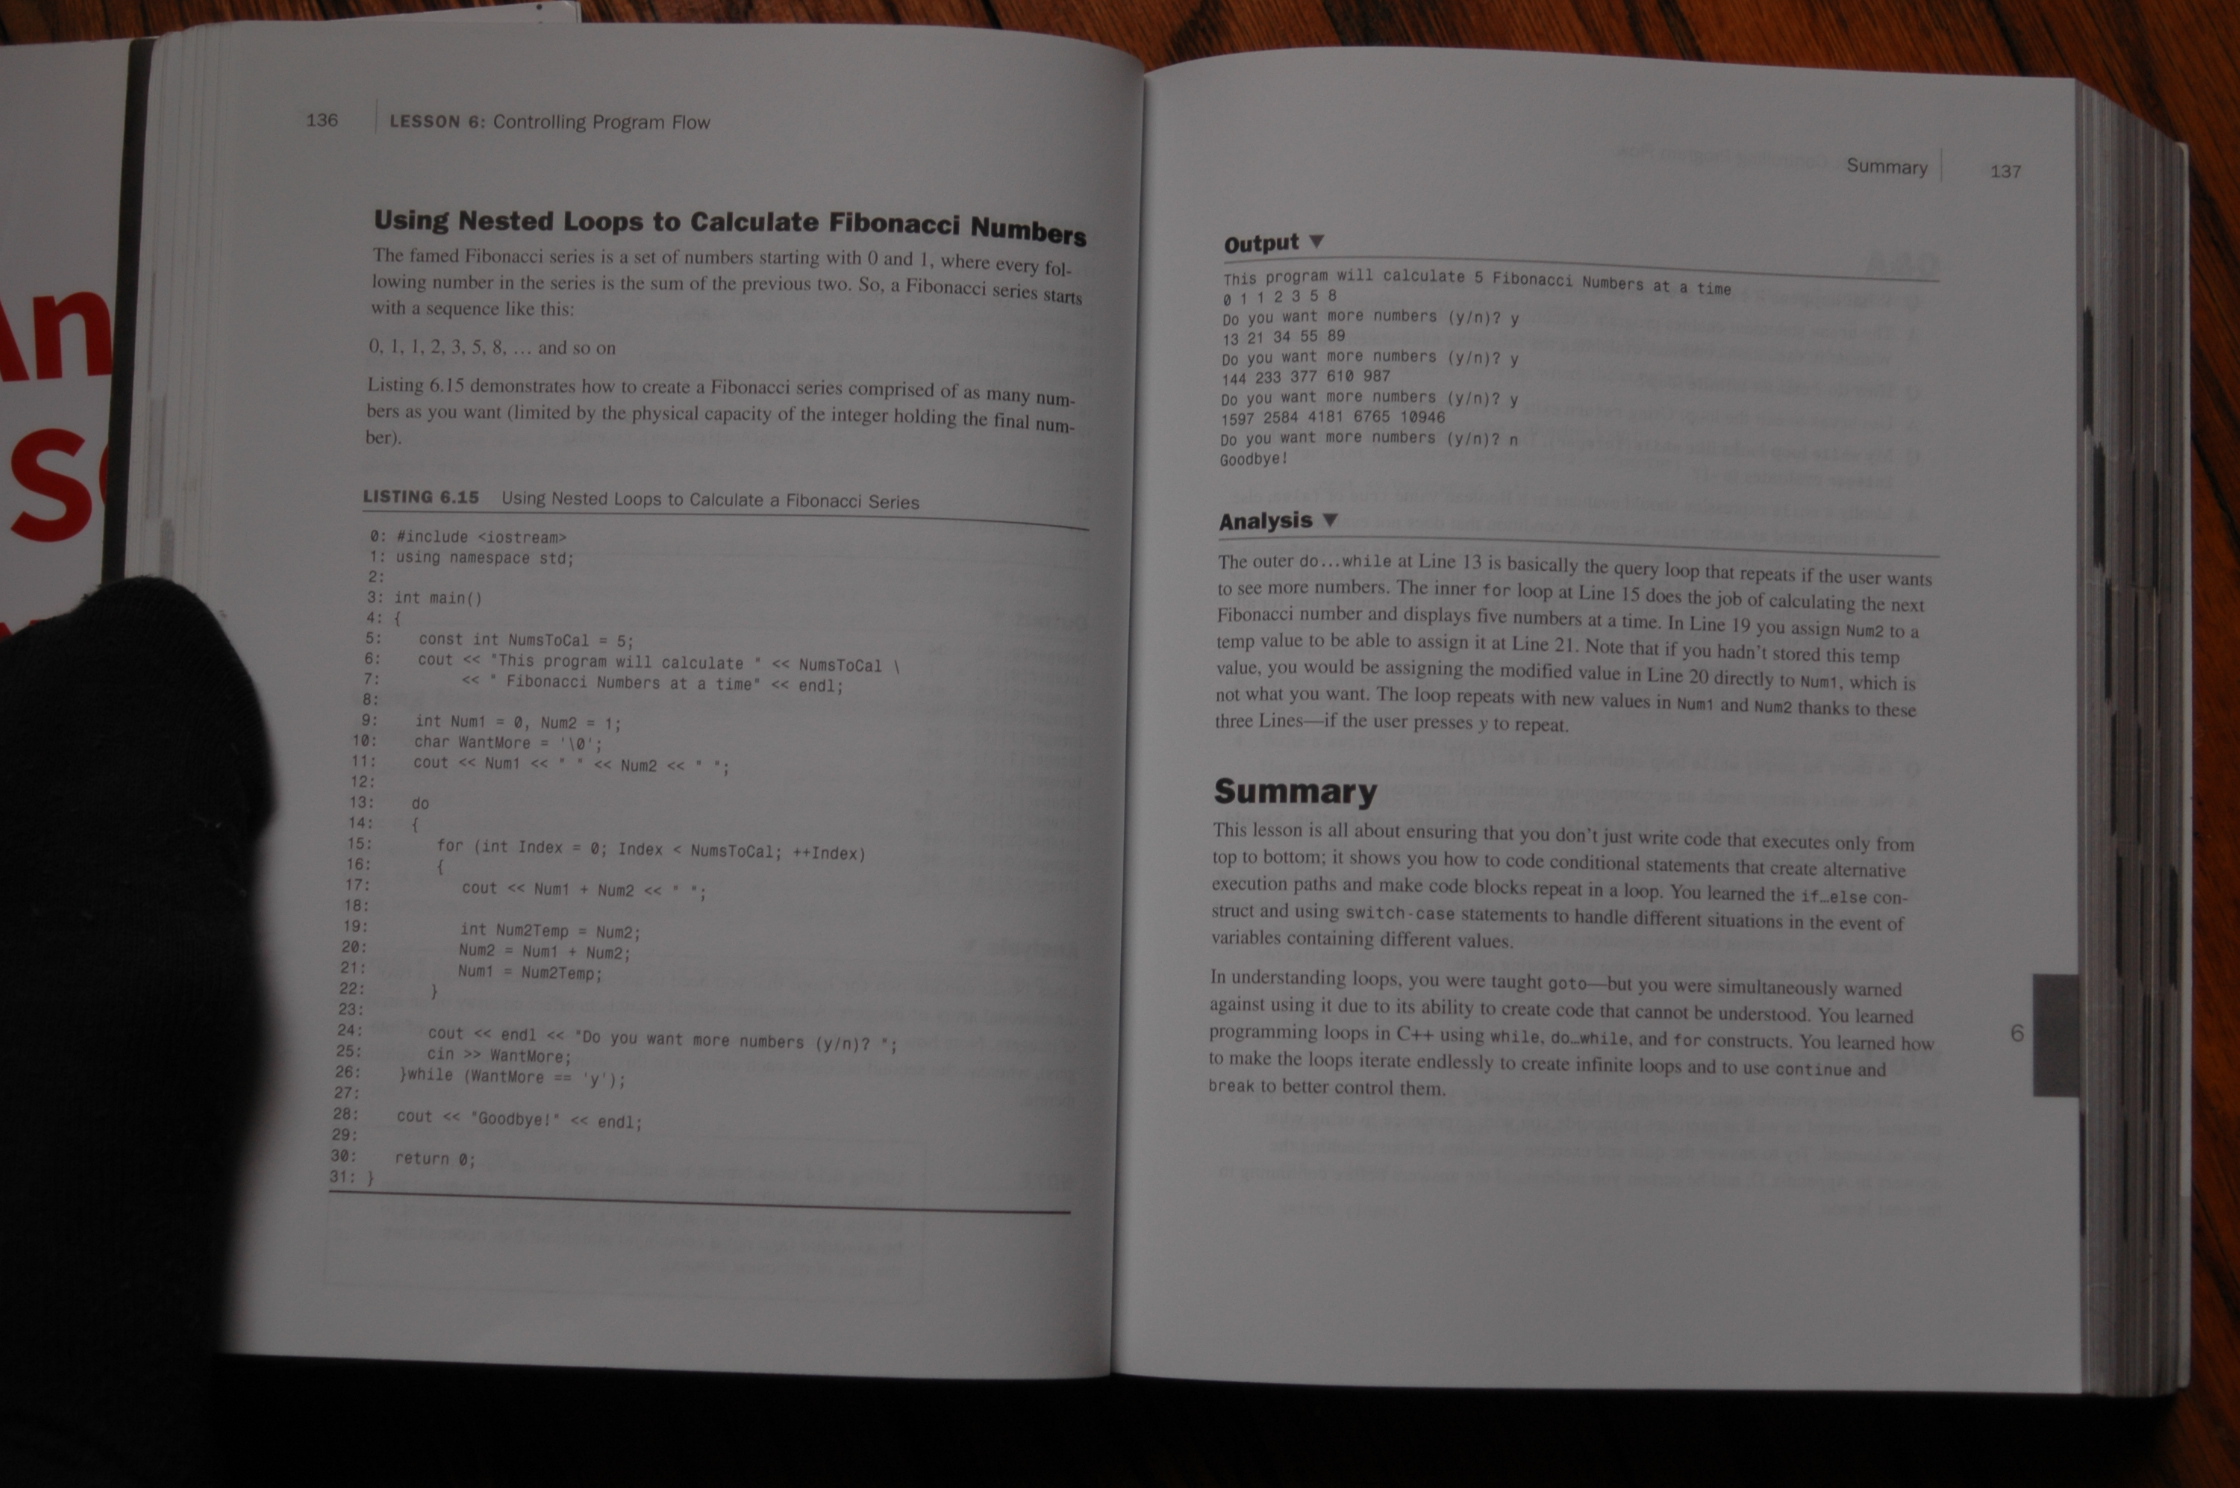 An
S
136 LESSON 6: Controlling Program Flow
Using Nested Loops to Calculate Fibonacci Numbers
The famed Fibonacci series is a set of numbers starting with 0 and 1, where every fol-
lowing number in the series is the sum of the previous two. So, a Fibonacci series starts
with a sequence like this:
0, 1, 1, 2, 3, 5, 8, … and so on
Listing 6.15 demonstrates how to create a Fibonacci series comprised of as many num-
bers as you want (limited by the physical capacity of the integer holding the final num-
ber).
LISTING 6.15 Using Nested Loops to Calculate a Fibonacci Series
0: #include <iostream>
1: using namespace std;
2:
3: int main()
4: {
5:    const int NumsToCal = 5;
6:    cout << "This program will calculate " << NumsToCal \
7:         << " Fibonacci Numbers at a time" << endl;
8:
9:    int Num1 = 0, Num2 = 1;
10:    char WantMore = '\0';
11:    cout << Num1 << " " << Num2 << " ";
12:
13:    do
14:    {
15:       for (int Index = 0; Index < NumsToCal; ++Index)
16:       {
17:          cout << Num1 + Num2 << " ";
18:
19:          int Num2Temp = Num2;
20:          Num2 = Num1 + Num2;
21:          Num1 = Num2Temp;
22:       }
23:
24:       cout << endl << "Do you want more numbers (y/n)? ";
25:       cin >> WantMore;
26:    }while (WantMore == 'y');
27:
28:    cout << "Goodbye!" << endl;
29:
30:    return 0;
31: }
Summary 137
Output ▼
This program will calculate 5 Fibonacci Numbers at a time
0 1 1 2 3 5 8
Do you want more numbers (y/n)? y
13 21 34 55 89
Do you want more numbers (y/n)? y
144 233 377 610 987
Do you want more numbers (y/n)? y
1597 2584 4181 6765 10946
Do you want more numbers (y/n)? n
Goodbye!
Analysis ▼
The outer do...while at Line 13 is basically the query loop that repeats if the user wants
to see more numbers. The inner for loop at Line 15 does the job of calculating the next
Fibonacci number and displays five numbers at a time. In Line 19 you assign Num2 to a
temp value to be able to assign it at Line 21. Note that if you hadn't stored this temp
value, you would be assigning the modified value in Line 20 directly to Num1, which is
not what you want. The loop repeats with new values in Num1 and Num2 thanks to these
three Lines—if the user presses y to repeat.
Summary
This lesson is all about ensuring that you don't just write code that executes only from
top to bottom; it shows you how to code conditional statements that create alternative
execution paths and make code blocks repeat in a loop. You learned the if…else con-
struct and using switch-case statements to handle different situations in the event of
variables containing different values.
In understanding loops, you were taught goto—but you were simultaneously warned
against using it due to its ability to create code that cannot be understood. You learned
programming loops in C++ using while, do…while, and for constructs. You learned how
to make the loops iterate endlessly to create infinite loops and to use continue and
break to better control them.
6